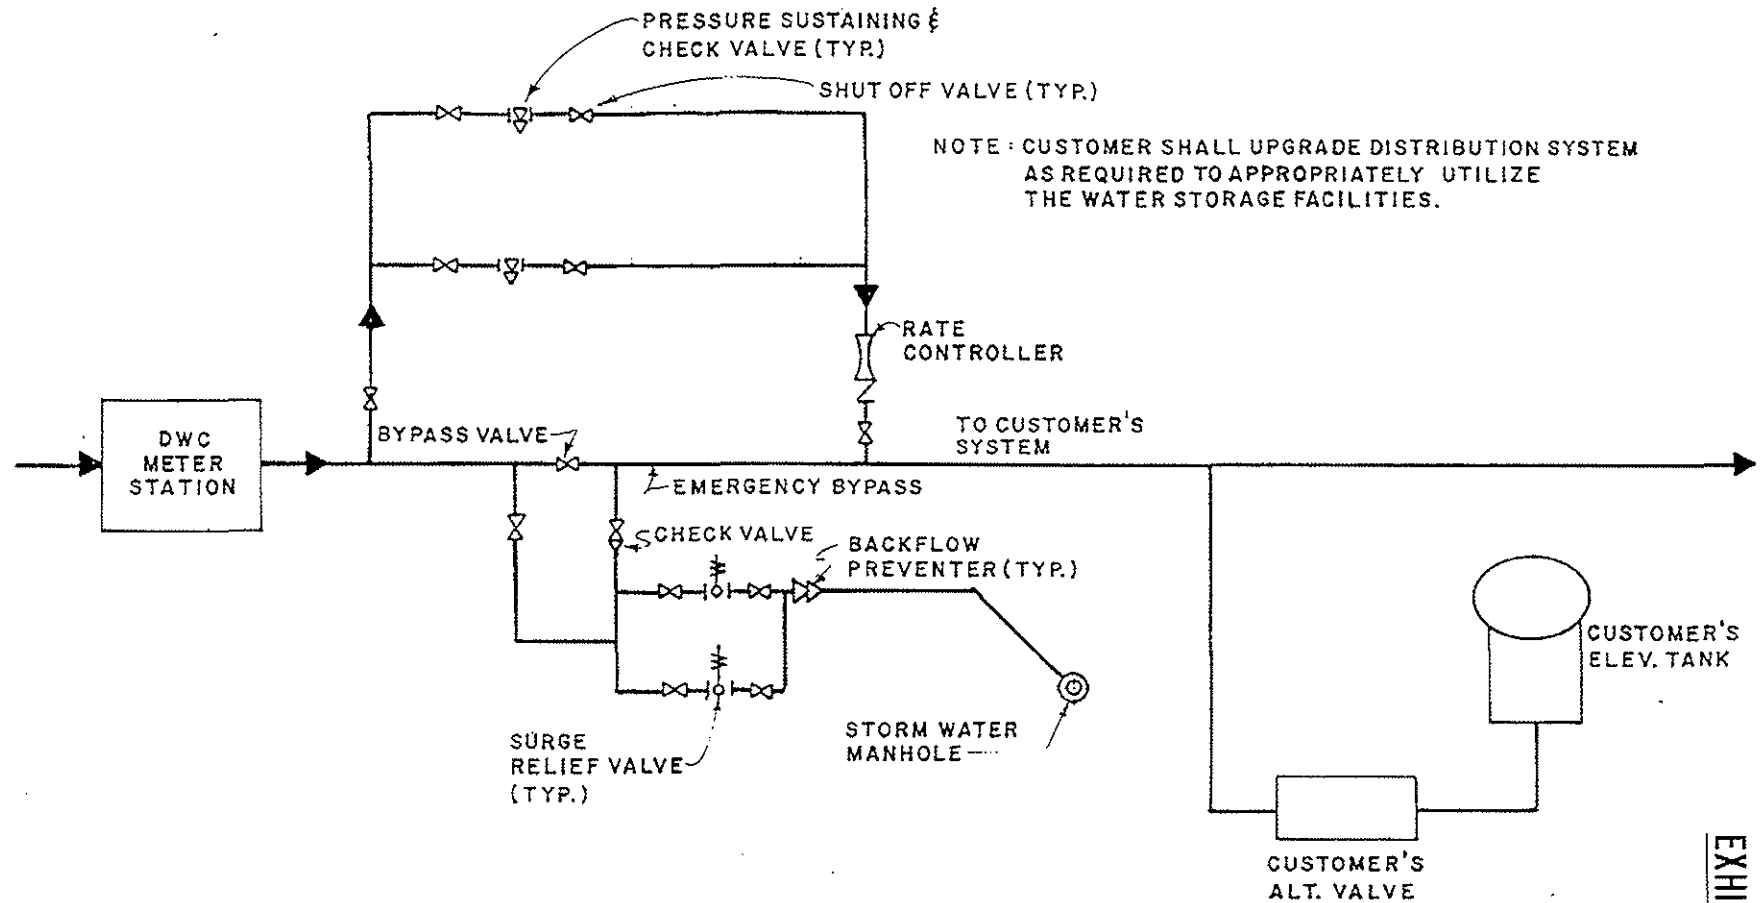 PRESSURE SUSTAINING &
CHECK VALVE (TYP.)
SHUT OFF VALVE (TYP.)
NOTE: CUSTOMER SHALL UPGRADE DISTRIBUTION SYSTEM
AS REQUIRED TO APPROPRIATELY UTILIZE
THE WATER STORAGE FACILITIES.
RATE
CONTROLLER
DWC
METER
STATION
BYPASS VALVE
TO CUSTOMER'S
SYSTEM
EMERGENCY BYPASS
CHECK VALVE
BACKFLOW
PREVENTER (TYP.)
CUSTOMER'S
ELEV. TANK
SURGE
RELIEF VALVE
(TYP.)
STORM WATER
MANHOLE
CUSTOMER'S
ALT. VALVE
EXHI